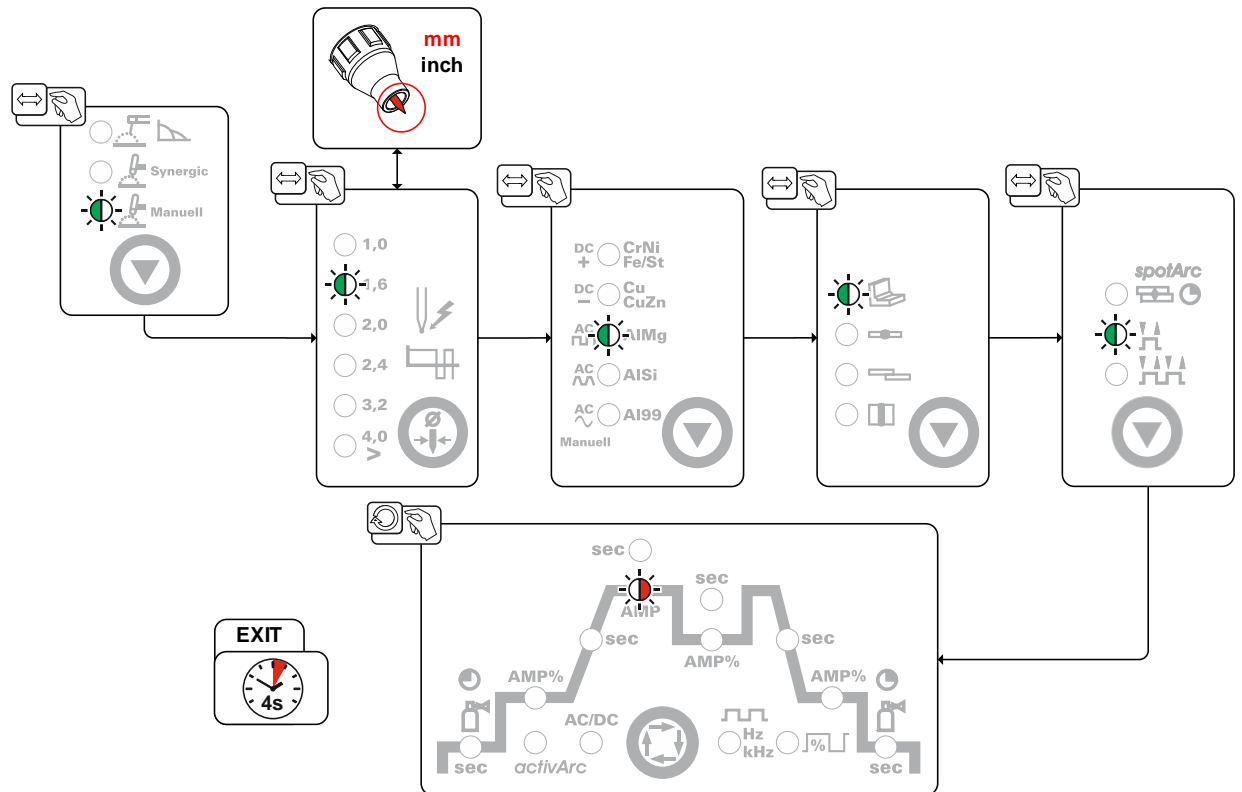 mm
inch
Synergic
Manuell
1,0
1,6
2,0
2,4
3,2
4,0
>
Ø
DC
+
CrNi
Fe/St
DC
–
Cu
CuZn
AC
AlMg
AC
AlSi
AC
Al99
Manuell
spotArc
sec
AMP
sec
sec
AMP%
sec
AMP%
AMP%
AC/DC
Hz
kHz
%
sec
activArc
sec
EXIT
4s